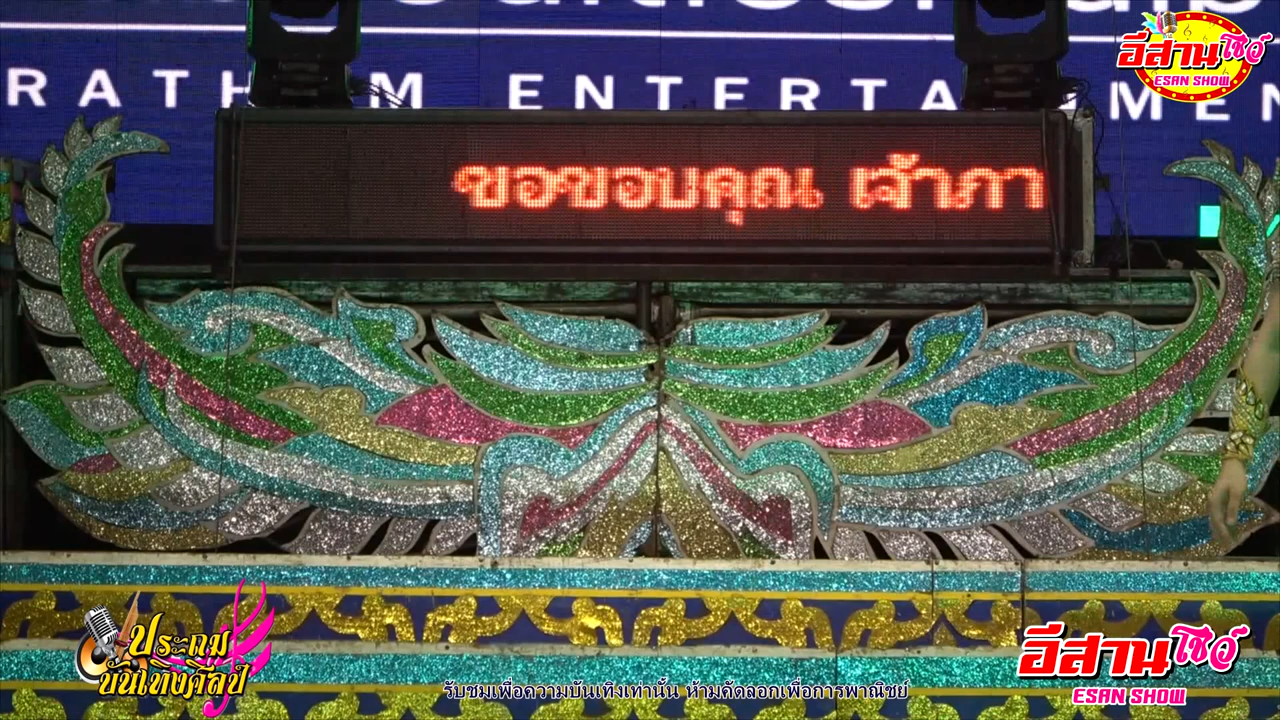 RATH M ENTERTA MEN
อีสานโชว์
ESAN SHOW
ขอขอบคุณ เจ้าภา
ประถม
บันเทิงศิลป์
อีสานโชว์
ESAN SHOW
รับชมเพื่อความบันเทิงเท่านั้น ห้ามคัดลอกเพื่อการพาณิชย์